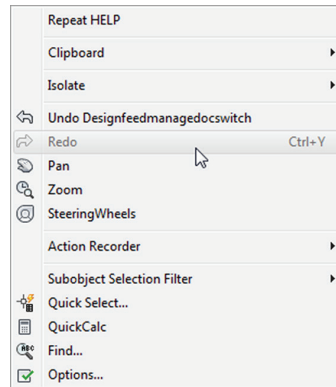 Repeat HELP
Clipboard
Isolate
Undo Designfeedmanagedocswitch
Redo Ctrl+Y
Pan
Zoom
SteeringWheels
Action Recorder
Subobject Selection Filter
Quick Select...
QuickCalc
Find...
Options...